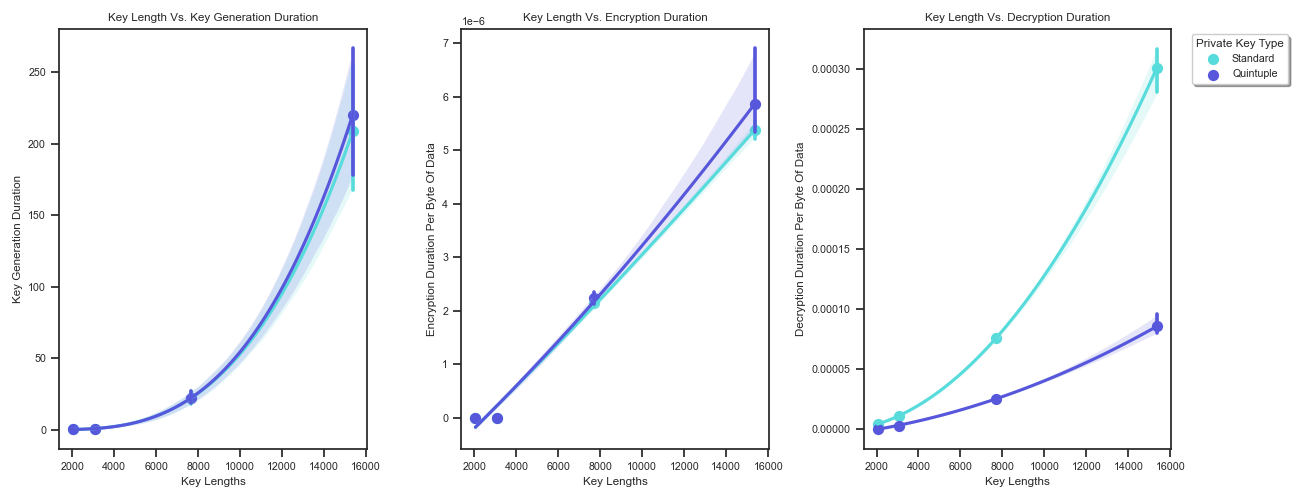 Key Length Vs. Key Generation Duration
Key Generation Duration
250
200
150
100
50
0
2000 4000 6000 8000 10000 12000 14000 16000
Key Lengths
Key Length Vs. Encryption Duration
1e−6
Encryption Duration Per Byte Of Data
7
6
5
4
3
2
1
0
2000 4000 6000 8000 10000 12000 14000 16000
Key Lengths
Key Length Vs. Decryption Duration
Decryption Duration Per Byte Of Data
0.00030
0.00025
0.00020
0.00015
0.00010
0.00005
0.00000
2000 4000 6000 8000 10000 12000 14000 16000
Key Lengths
Private Key Type
Standard
Quintuple